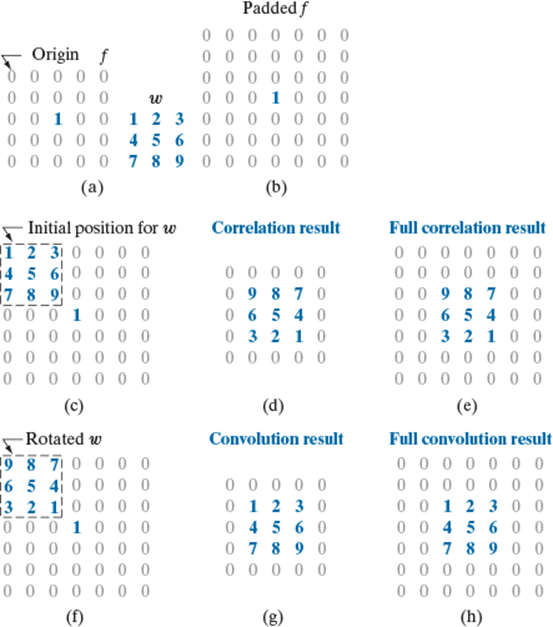 Padded f
Origin f
0 0 0 0 0
0 0 0 0 0
0 0 1 0 0
0 0 0 0 0
0 0 0 0 0
w
1 2 3
4 5 6
7 8 9
(a)
0 0 0 0 0 0 0
0 0 0 0 0 0 0
0 0 0 0 0 0 0
0 0 0 1 0 0 0
0 0 0 0 0 0 0
0 0 0 0 0 0 0
0 0 0 0 0 0 0
(b)
Initial position for w
1 2 3 0 0 0 0
4 5 6 0 0 0 0
7 8 9 0 0 0 0
0 0 0 1 0 0 0
0 0 0 0 0 0 0
0 0 0 0 0 0 0
0 0 0 0 0 0 0
(c)
Correlation result
0 0 0 0 0
0 9 8 7 0
0 6 5 4 0
0 3 2 1 0
0 0 0 0 0
(d)
Full correlation result
0 0 0 0 0 0 0
0 0 0 0 0 0 0
0 0 9 8 7 0 0
0 0 6 5 4 0 0
0 0 3 2 1 0 0
0 0 0 0 0 0 0
0 0 0 0 0 0 0
(e)
Rotated w
9 8 7 0 0 0 0
6 5 4 0 0 0 0
3 2 1 0 0 0 0
0 0 0 1 0 0 0
0 0 0 0 0 0 0
0 0 0 0 0 0 0
0 0 0 0 0 0 0
(f)
Convolution result
0 0 0 0 0
0 1 2 3 0
0 4 5 6 0
0 7 8 9 0
0 0 0 0 0
(g)
Full convolution result
0 0 0 0 0 0 0
0 0 0 0 0 0 0
0 0 1 2 3 0 0
0 0 4 5 6 0 0
0 0 7 8 9 0 0
0 0 0 0 0 0 0
0 0 0 0 0 0 0
(h)